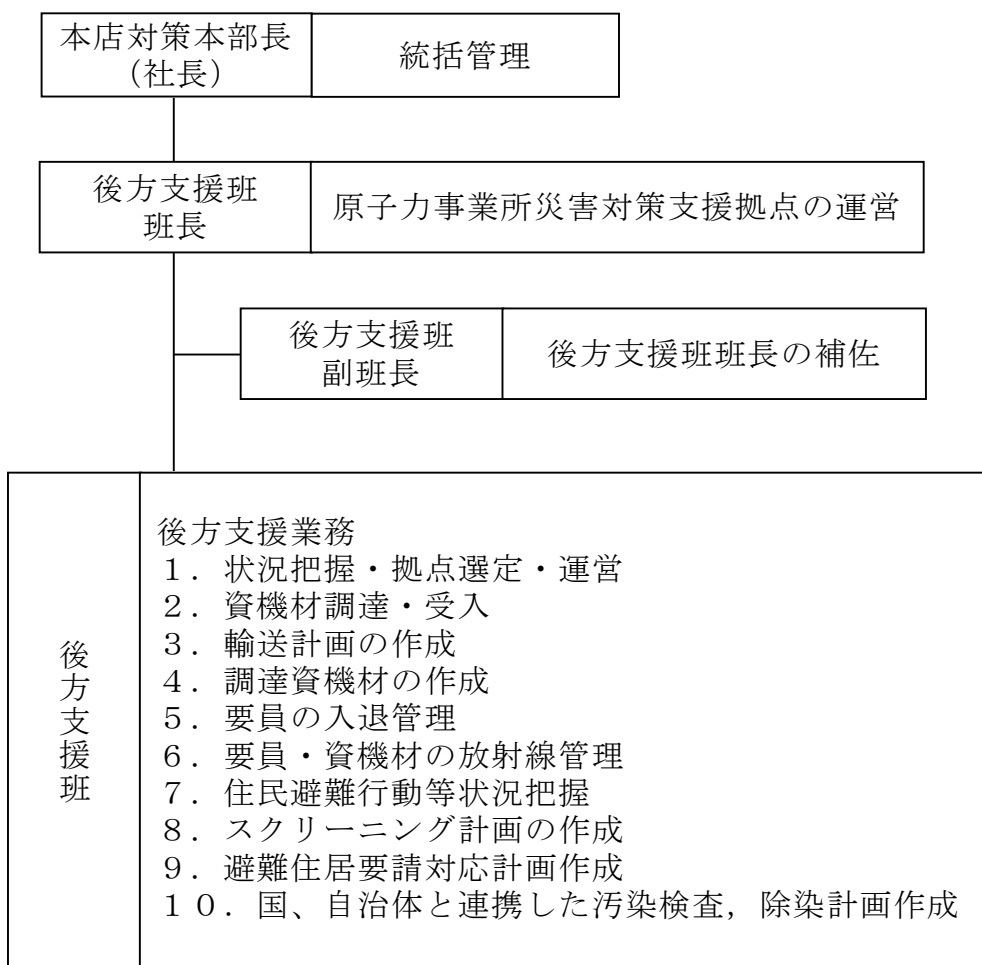 本店対策本部長
（社長）
統括管理
後方支援班
班長
原子力事業所災害対策支援拠点の運営
後方支援班
副班長
後方支援班班長の補佐
後方支援班
後方支援業務
１．状況把握・拠点選定・運営
２．資機材調達・受入
３．輸送計画の作成
４．調達資機材の作成
５．要員の入退管理
６．要員・資機材の放射線管理
７．住民避難行動等状況把握
８．スクリーニング計画の作成
９．避難住居要請対応計画作成
１０．国、自治体と連携した汚染検査，除染計画作成